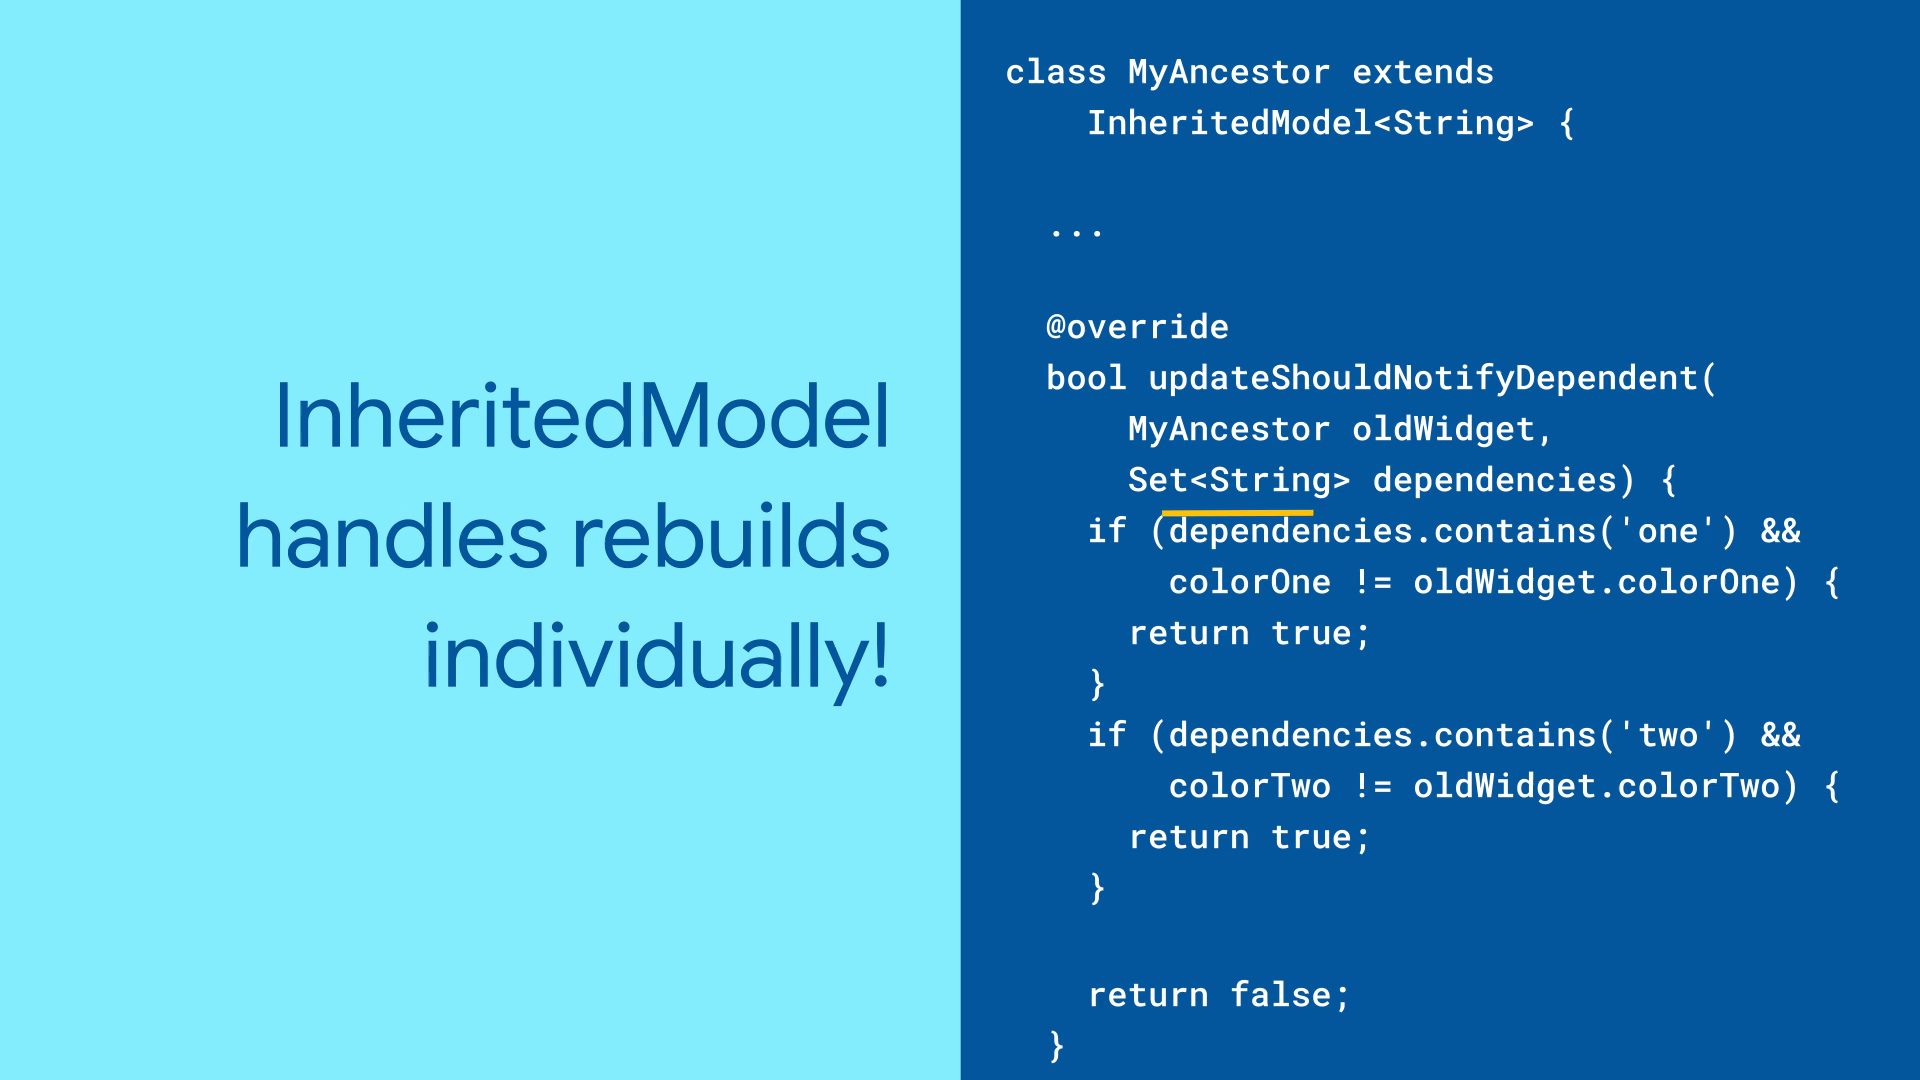 InheritedModel
handles rebuilds
individually!
class MyAncestor extends
    InheritedModel<String> {

  ...

  @override
  bool updateShouldNotifyDependent(
      MyAncestor oldWidget,
      Set<String> dependencies) {
    if (dependencies.contains('one') &&
        colorOne != oldWidget.colorOne) {
      return true;
    }
    if (dependencies.contains('two') &&
        colorTwo != oldWidget.colorTwo) {
      return true;
    }

    return false;
  }